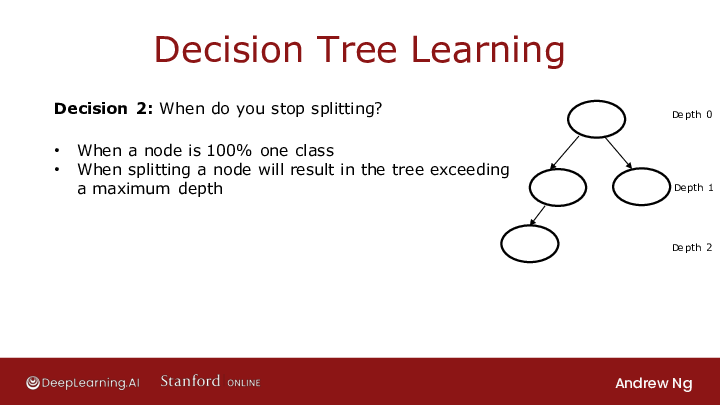 Decision Tree Learning
Decision 2: When do you stop splitting?
• When a node is 100% one class
• When splitting a node will result in the tree exceeding
a maximum depth
Depth 0
Depth 1
Depth 2
DeepLearning.AI
Stanford ONLINE
Andrew Ng